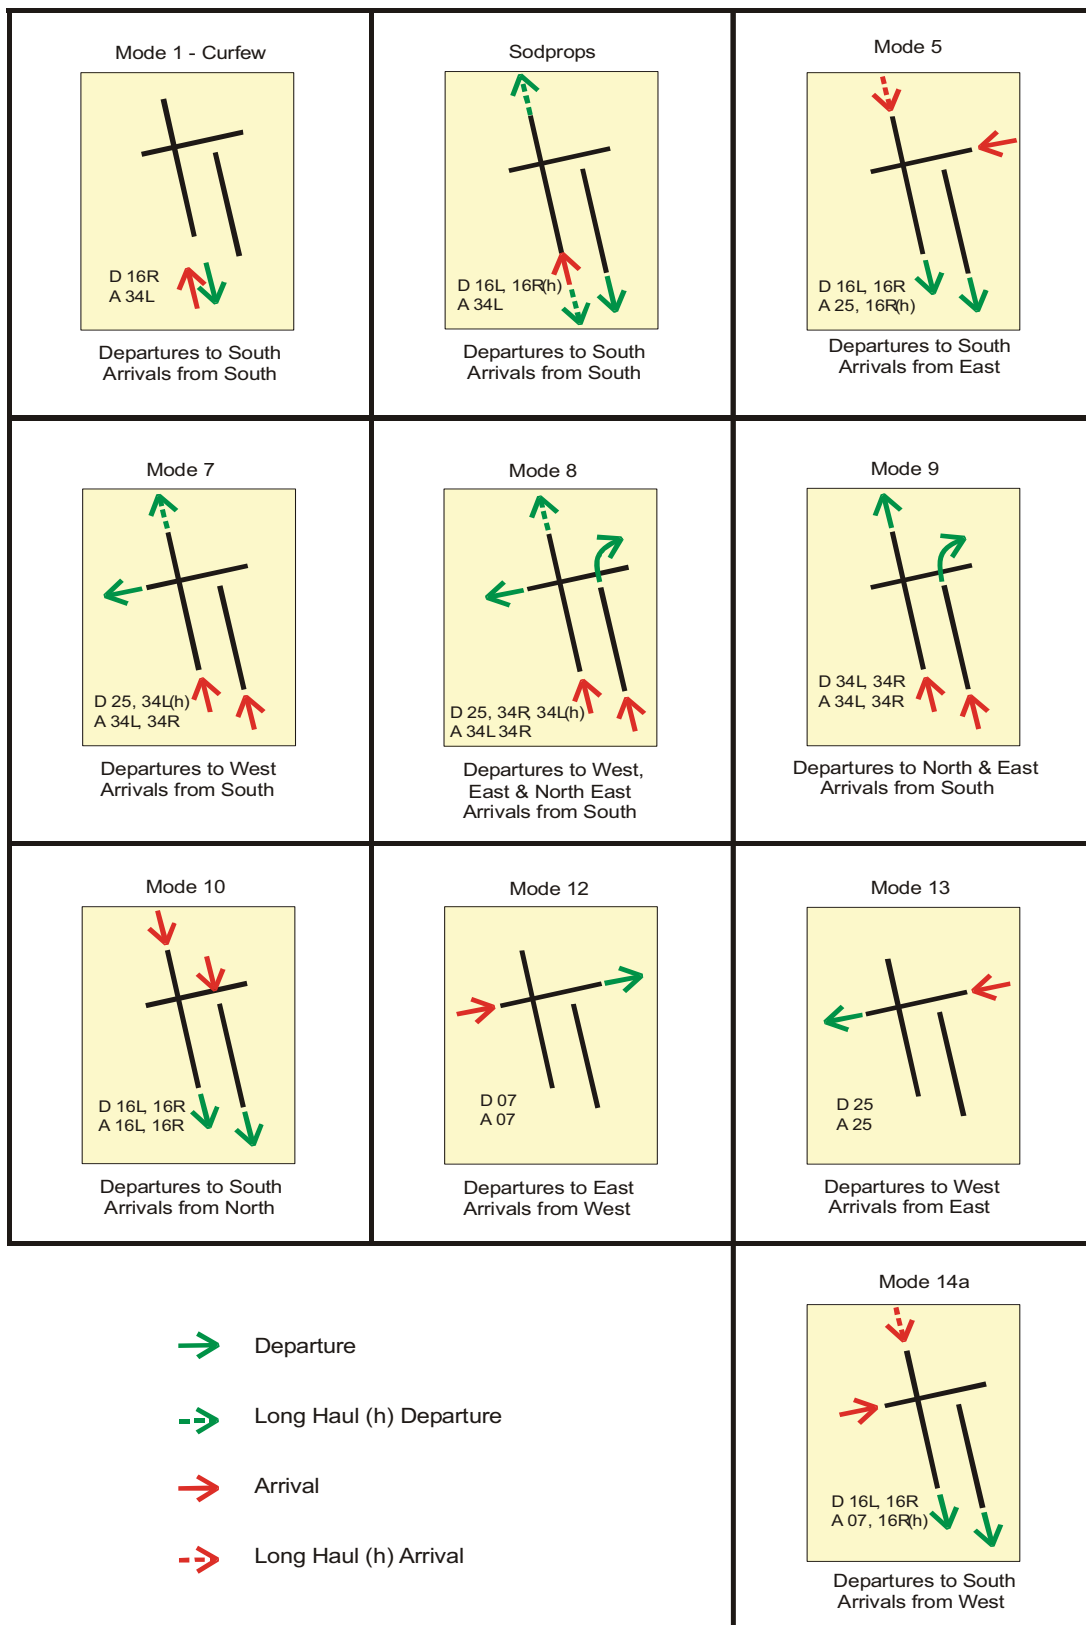 Mode 1 - Curfew
D 16R
A 34L
Departures to South
Arrivals from South
Sodprops
D 16L, 16R(h)
A 34L
Departures to South
Arrivals from South
Mode 5
D 16L, 16R
A 25, 16R(h)
Departures to South
Arrivals from East
Mode 7
D 25, 34L(h)
A 34L, 34R
Departures to West
Arrivals from South
Mode 8
D 25, 34R, 34L(h)
A 34L 34R
Departures to West,
East & North East
Arrivals from South
Mode 9
D 34L, 34R
A 34L, 34R
Departures to North & East
Arrivals from South
Mode 10
D 16L, 16R
A 16L, 16R
Departures to South
Arrivals from North
Mode 12
D 07
A 07
Departures to East
Arrivals from West
Mode 13
D 25
A 25
Departures to West
Arrivals from East
Departure
Long Haul (h) Departure
Arrival
Long Haul (h) Arrival
Mode 14a
D 16L, 16R
A 07, 16R(h)
Departures to South
Arrivals from West